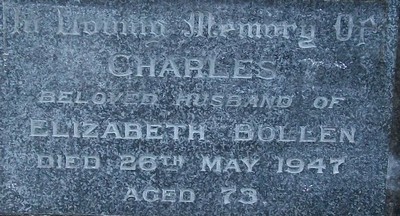 In Loving Memory Of
CHARLES
BELOVED HUSBAND OF
ELIZABETH BOLLEN
DIED 26TH MAY 1947
AGED 73.